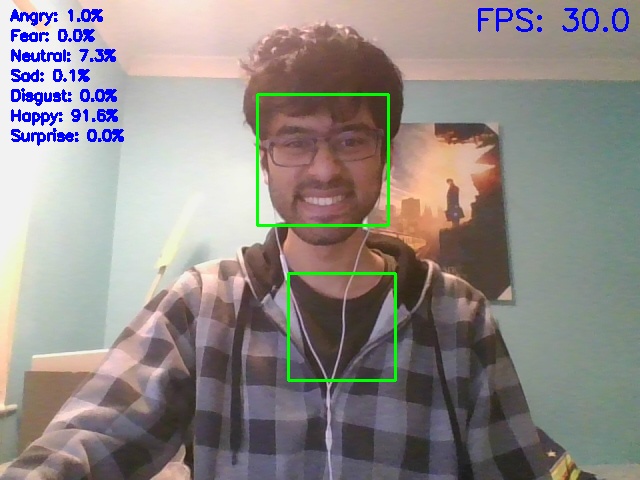 Angry: 1.0%
FPS: 30.0
Fear: 0.0%
Neutral: 7.3%
Sad: 0.1%
Disgust: 0.0%
Happy: 91.6%
Surprise: 0.0%